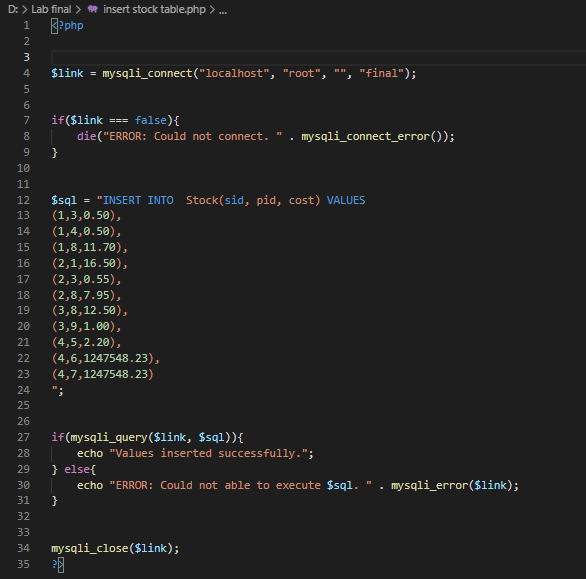 D: > Lab final > insert stock table.php > ...
1 <?php
2
3
4 $link = mysqli_connect("localhost", "root", "", "final");
5
6
7 if($link === false){
8     die("ERROR: Could not connect. " . mysqli_connect_error());
9 }
10
11
12 $sql = "INSERT INTO  Stock(sid, pid, cost) VALUES
13 (1,3,0.50),
14 (1,4,0.50),
15 (1,8,11.70),
16 (2,1,16.50),
17 (2,3,0.55),
18 (2,8,7.95),
19 (3,8,12.50),
20 (3,9,1.00),
21 (4,5,2.20),
22 (4,6,1247548.23),
23 (4,7,1247548.23)
24 ";
25
26
27 if(mysqli_query($link, $sql)){
28     echo "Values inserted successfully.";
29 } else{
30     echo "ERROR: Could not able to execute $sql. " . mysqli_error($link);
31 }
32
33
34 mysqli_close($link);
35 ?>